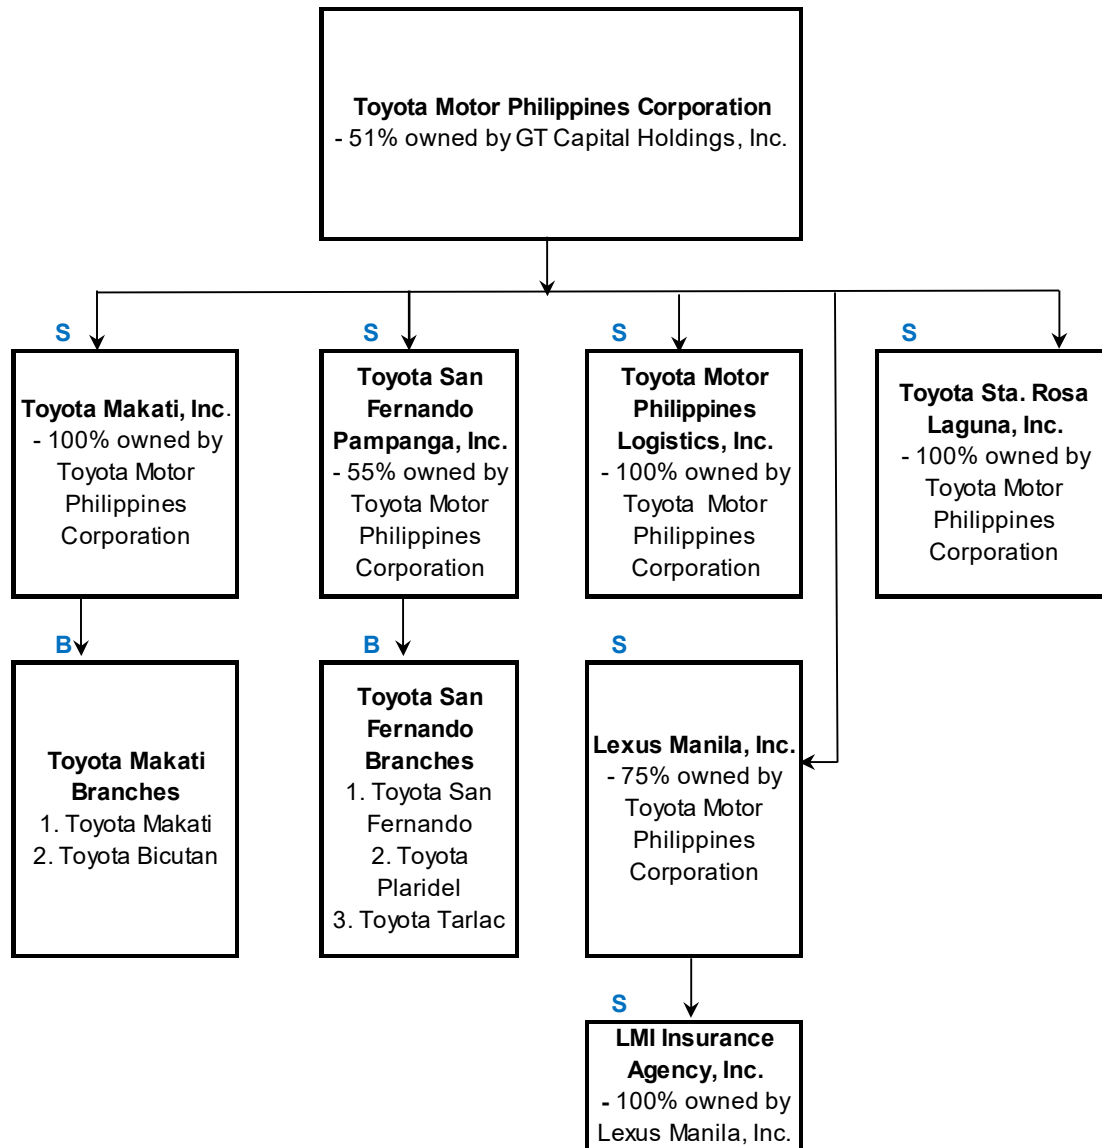 Toyota Motor Philippines Corporation
- 51% owned by GT Capital Holdings, Inc.
S
Toyota Makati, Inc.
- 100% owned by
Toyota Motor
Philippines
Corporation
S
Toyota San
Fernando
Pampanga, Inc.
- 55% owned by
Toyota Motor
Philippines
Corporation
S
Toyota Motor
Philippines
Logistics, Inc.
- 100% owned by
Toyota Motor
Philippines
Corporation
S
Toyota Sta. Rosa
Laguna, Inc.
- 100% owned by
Toyota Motor
Philippines
Corporation
B
Toyota Makati
Branches
1. Toyota Makati
2. Toyota Bicutan
B
Toyota San
Fernando
Branches
1. Toyota San
Fernando
2. Toyota
Plaridel
3. Toyota Tarlac
S
Lexus Manila, Inc.
- 75% owned by
Toyota Motor
Philippines
Corporation
S
LMI Insurance
Agency, Inc.
- 100% owned by
Lexus Manila, Inc.